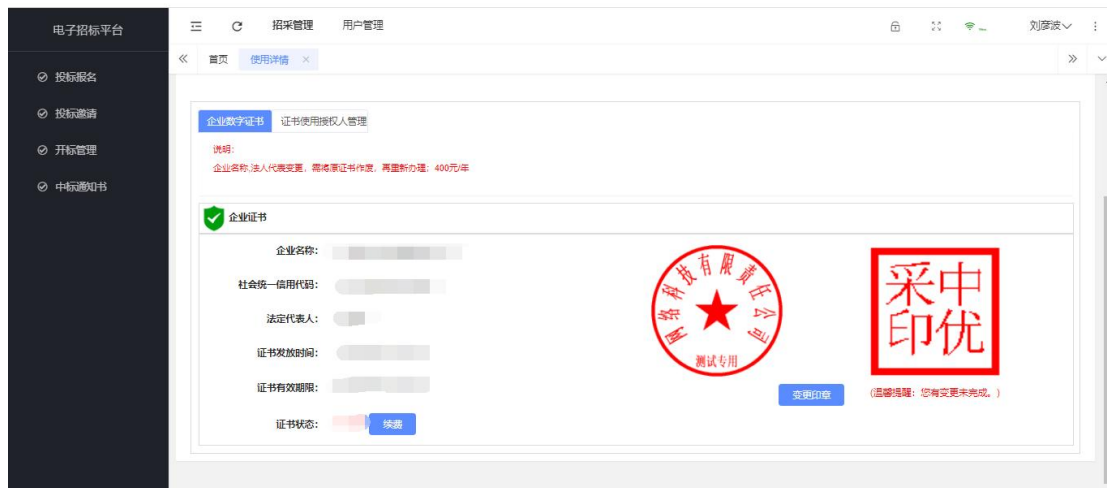 电子招标平台
招采管理 用户管理 刘彦波
首页 使用详情 ×
投标报名
投标邀请
开标管理
中标通知书
企业数字证书 证书使用授权人管理
说明：
企业名称,法人代表变更，需将原证书作废，再重新办理；400元/年
企业证书
企业名称：
社会统一信用代码：
法定代表人：
证书发放时间：
证书有效期限：
证书状态： 续费
网络科技有限责任公司
测试专用
变更印章
采中
印优
(温馨提醒：您有变更未完成。)